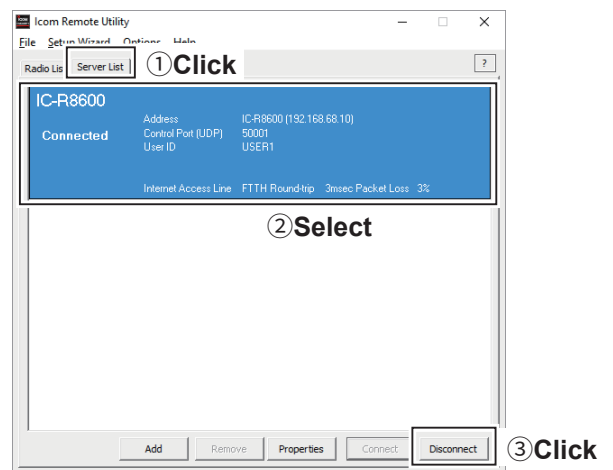 Icom Remote Utility
File Setup Wizard Options Help
Radio Lis Server List ①Click ?
IC-R8600
Connected
Address IC-R8600 (192.168.68.10)
Control Port (UDP) 50001
User ID USER1
Internet Access Line FTTH Round-trip 3msec Packet Loss 3%
②Select
Add Remove Properties Connect Disconnect ③Click